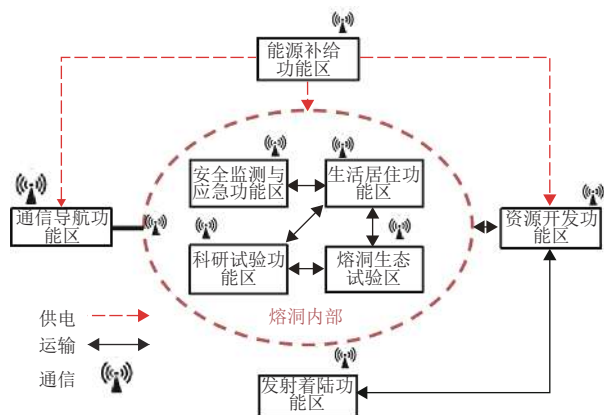 能源补给
功能区
安全监测与
应急功能区
生活居住功
能区
通信导航功
能区
资源开发功
能区
科研试验功
能区
熔洞生态
试验区
熔洞内部
供电
运输
通信
发射着陆功
能区